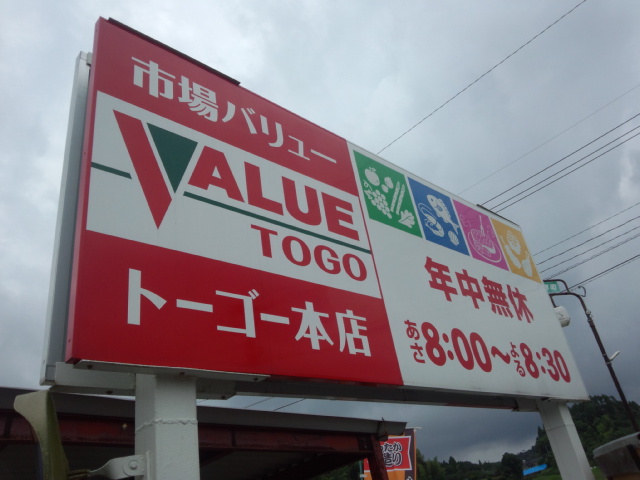 市場バリュー
VALUE
TOGO
トーゴー本店
年中無休
あさ8:00～よる8:30